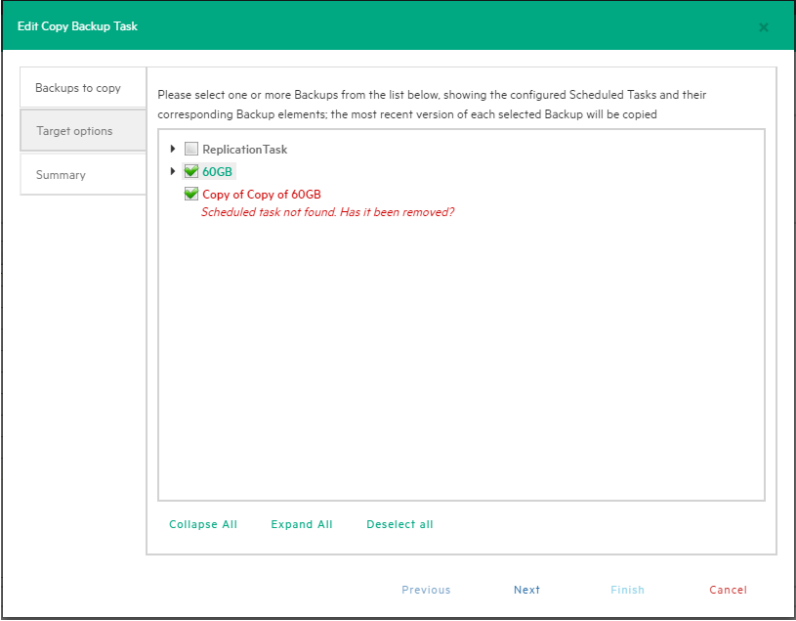 Edit Copy Backup Task
×
Backups to copy
Target options
Summary
Please select one or more Backups from the list below, showing the configured Scheduled Tasks and their
corresponding Backup elements; the most recent version of each selected Backup will be copied
ReplicationTask
60GB
Copy of Copy of 60GB
Scheduled task not found. Has it been removed?
Collapse All Expand All Deselect all
Previous Next Finish Cancel